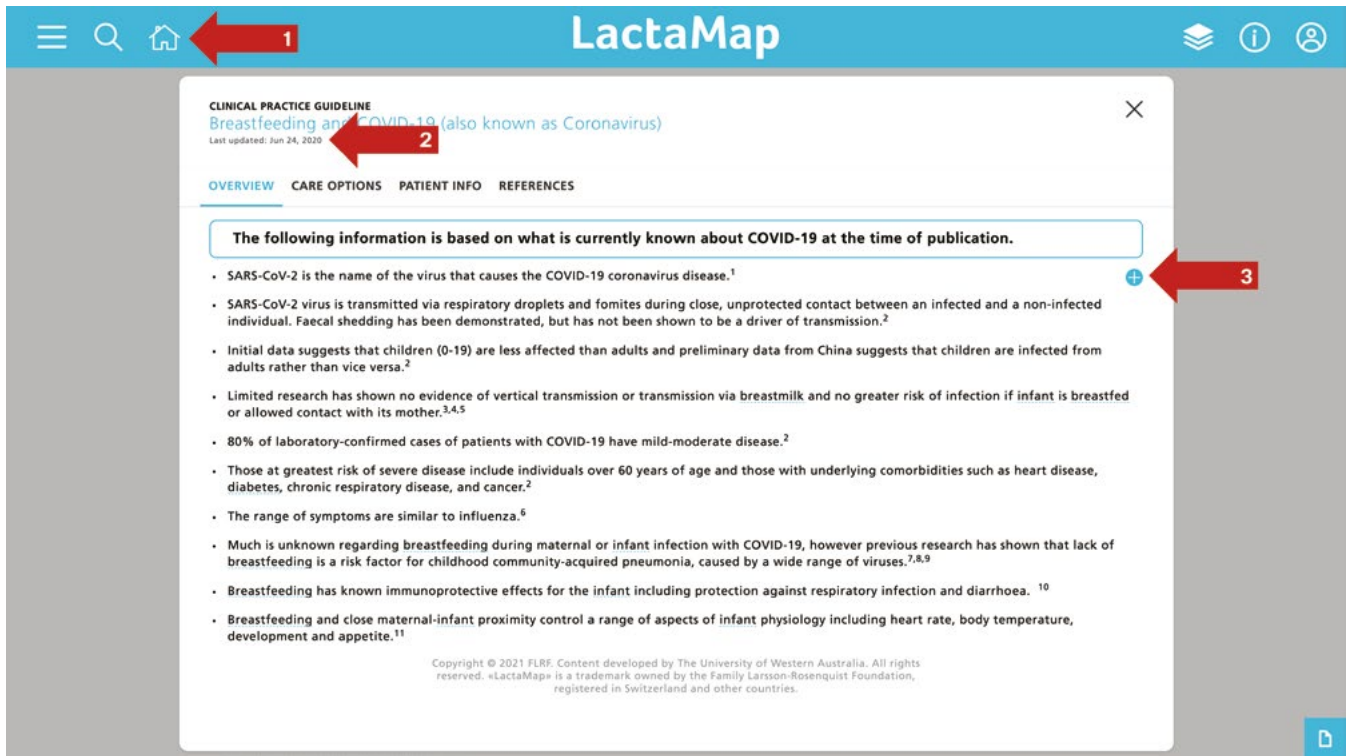 LactaMap
1
CLINICAL PRACTICE GUIDELINE
Breastfeeding and COVID-19 (also known as Coronavirus)
Last updated: Jun 24, 2020
2
OVERVIEW CARE OPTIONS PATIENT INFO REFERENCES
The following information is based on what is currently known about COVID-19 at the time of publication.
• SARS-CoV-2 is the name of the virus that causes the COVID-19 coronavirus disease.¹
3
• SARS-CoV-2 virus is transmitted via respiratory droplets and fomites during close, unprotected contact between an infected and a non-infected
individual. Faecal shedding has been demonstrated, but has not been shown to be a driver of transmission.²
• Initial data suggests that children (0-19) are less affected than adults and preliminary data from China suggests that children are infected from
adults rather than vice versa.²
• Limited research has shown no evidence of vertical transmission or transmission via breastmilk and no greater risk of infection if infant is breastfed
or allowed contact with its mother.³,⁴,⁵
• 80% of laboratory-confirmed cases of patients with COVID-19 have mild-moderate disease.²
• Those at greatest risk of severe disease include individuals over 60 years of age and those with underlying comorbidities such as heart disease,
diabetes, chronic respiratory disease, and cancer.²
• The range of symptoms are similar to influenza.⁶
• Much is unknown regarding breastfeeding during maternal or infant infection with COVID-19, however previous research has shown that lack of
breastfeeding is a risk factor for childhood community-acquired pneumonia, caused by a wide range of viruses.⁷,⁸,⁹
• Breastfeeding has known immunoprotective effects for the infant including protection against respiratory infection and diarrhoea. ¹⁰
• Breastfeeding and close maternal-infant proximity control a range of aspects of infant physiology including heart rate, body temperature,
development and appetite.¹¹
Copyright © 2021 FLRF. Content developed by The University of Western Australia. All rights
reserved. «LactaMap» is a trademark owned by the Family Larsson-Rosenquist Foundation,
registered in Switzerland and other countries.